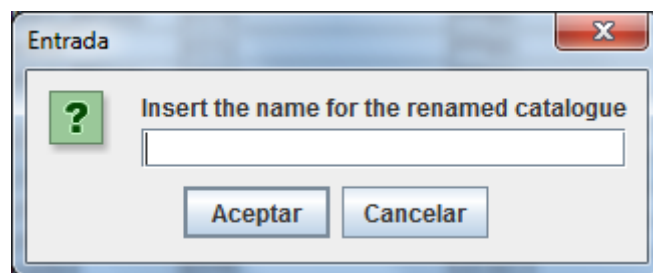 Entrada
Insert the name for the renamed catalogue
Aceptar Cancelar